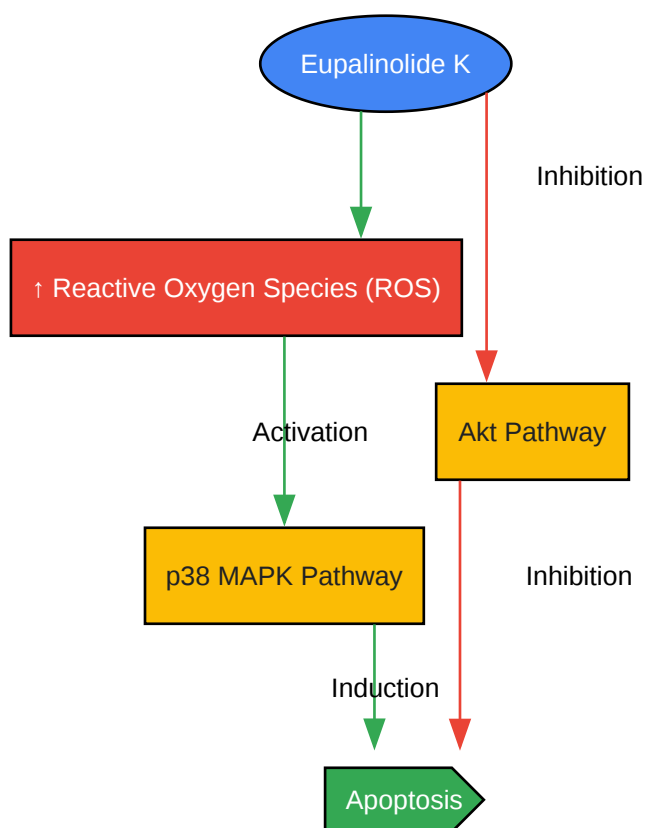 Eupalinolide K
Inhibition
↑ Reactive Oxygen Species (ROS)
Activation
Akt Pathway
p38 MAPK Pathway
Inhibition
Induction
Apoptosis